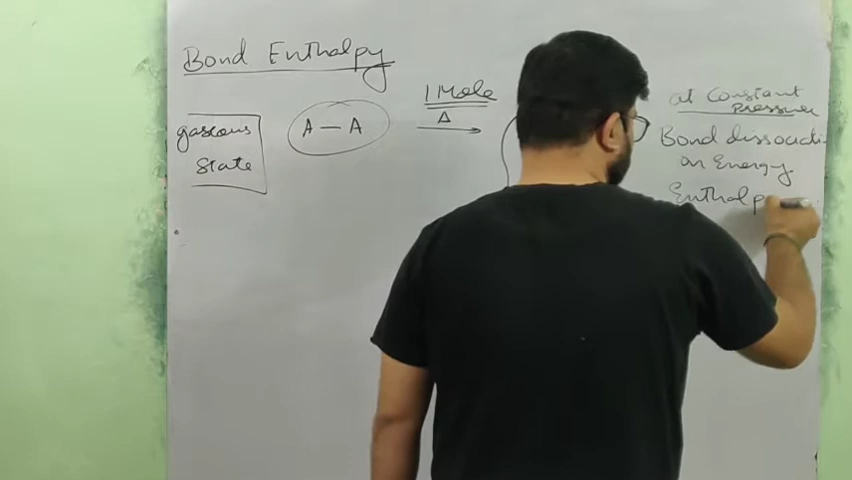 Bond Enthalpy
gaseous
state
A — A
1 Mole
Δ
at Constant
Pressure
Bond dissociati-
on Energy
Enthalp